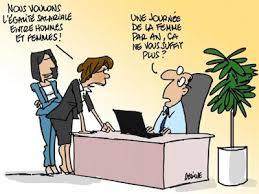 NOUS VOULONS
L'ÉGALITÉ SALARIALE
ENTRE HOMMES
ET FEMMES !
UNE JOURNÉE
DE LA FEMME
PAR AN, ÇA
NE VOUS SUFFIT
PLUS ?